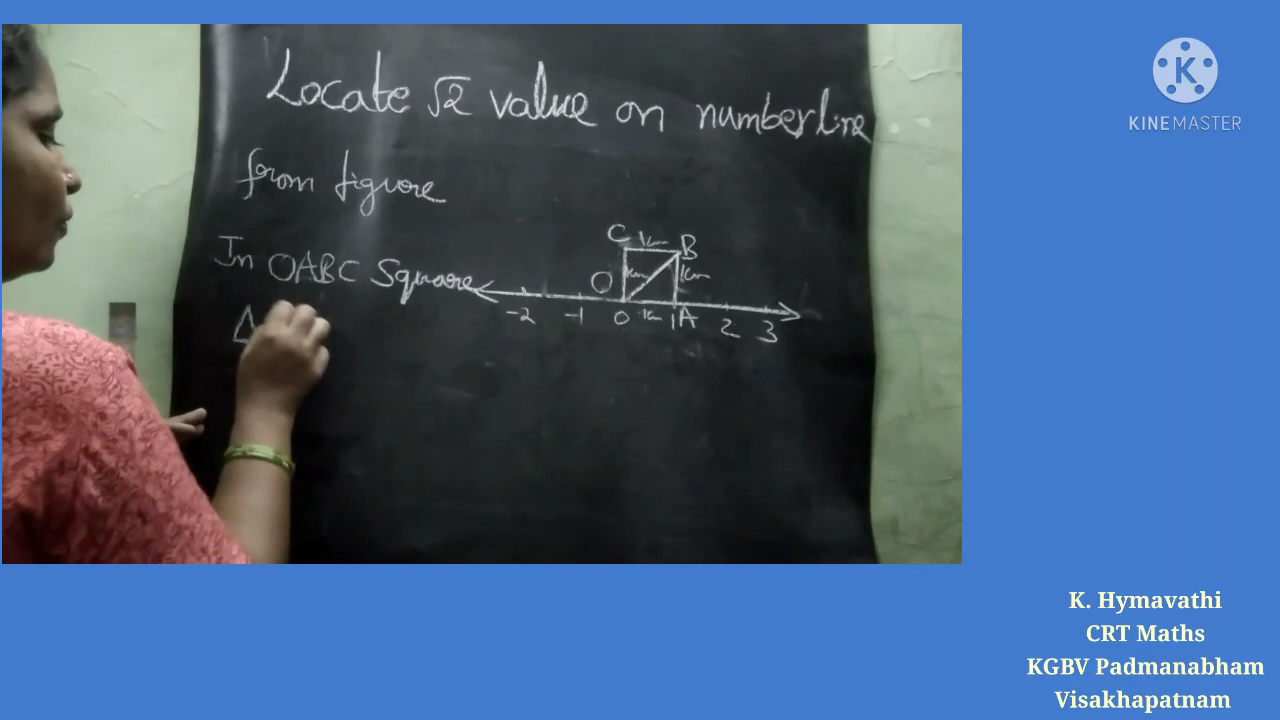 Locate √2 value on numberline
from figure
In OABC Square
Δ
C 1cm B
O 1cm 1cm
-2 -1 0 1cm 1 A 2 3
K
KINEMASTER
K. Hymavathi
CRT Maths
KGBV Padmanabham
Visakhapatnam